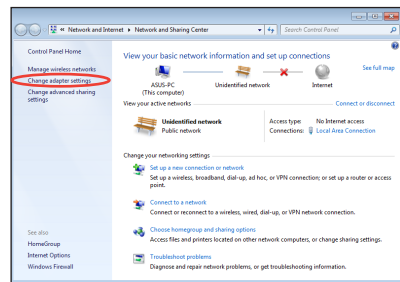 « Network and Internet ▸ Network and Sharing Center
Search Control Panel
Control Panel Home
Manage wireless networks
Change adapter settings
Change advanced sharing
settings
See also
HomeGroup
Internet Options
Windows Firewall
View your basic network information and set up connections
See full map
ASUS-PC
(This computer)
Unidentified network
Internet
View your active networks
Connect or disconnect
Unidentified network
Public network
Access type: No Internet access
Connections: Local Area Connection
Change your networking settings
Set up a new connection or network
Set up a wireless, broadband, dial-up, ad hoc, or VPN connection; or set up a router or access
point.
Connect to a network
Connect or reconnect to a wireless, wired, dial-up, or VPN network connection.
Choose homegroup and sharing options
Access files and printers located on other network computers, or change sharing settings.
Troubleshoot problems
Diagnose and repair network problems, or get troubleshooting information.